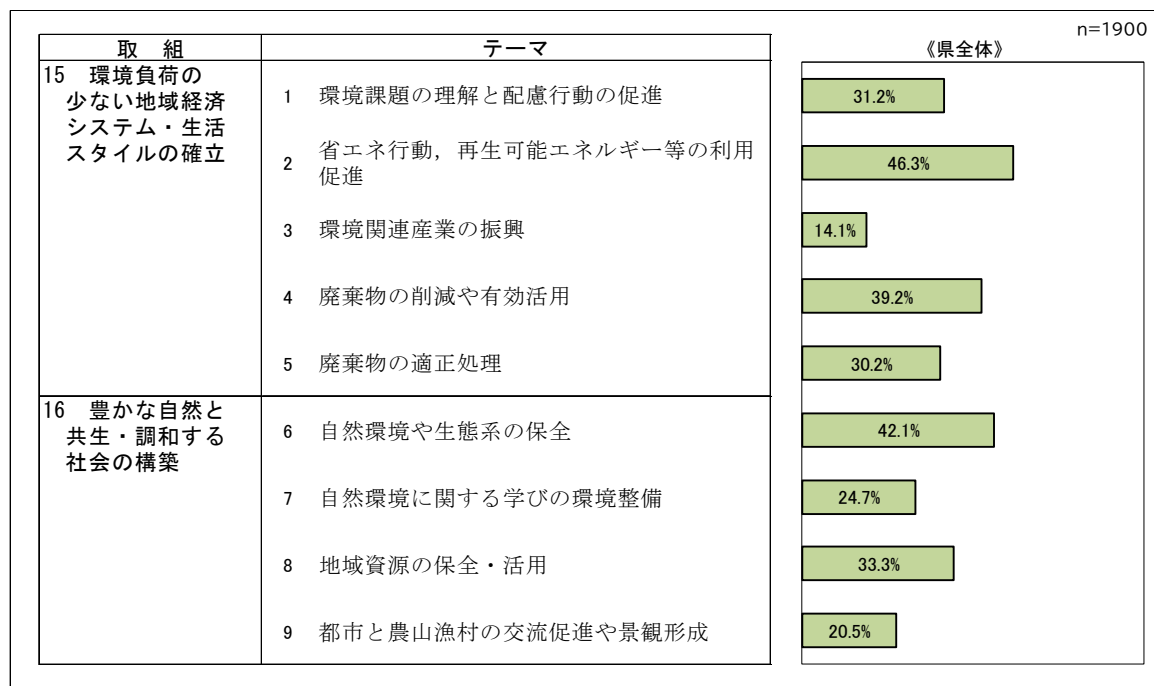 n=1900
取　組
テーマ
《県全体》
15　環境負荷の
少ない地域経済
システム・生活
スタイルの確立
1　環境課題の理解と配慮行動の促進
31.2%
2　省エネ行動，再生可能エネルギー等の利用
促進
46.3%
3　環境関連産業の振興
14.1%
4　廃棄物の削減や有効活用
39.2%
5　廃棄物の適正処理
30.2%
16　豊かな自然と
共生・調和する
社会の構築
6　自然環境や生態系の保全
42.1%
7　自然環境に関する学びの環境整備
24.7%
8　地域資源の保全・活用
33.3%
9　都市と農山漁村の交流促進や景観形成
20.5%